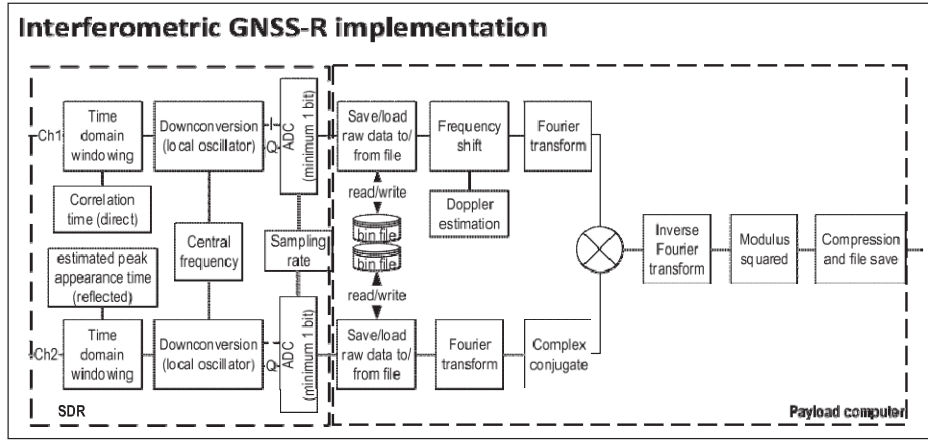 Interferometric GNSS-R implementation
Ch1
Time
domain
windowing
Downconversion
(local oscillator)
I
Q
ADC
(minimum 1 bit)
Save/load
raw data to/
from file
Frequency
shift
Fourier
transform
Correlation
time (direct)
Central
frequency
Sampling
rate
read/write
bin file
bin file
read/write
Doppler
estimation
Inverse
Fourier
transform
Modulus
squared
Compression
and file save
estimated peak
appearance time
(reflected)
Ch2
Time
domain
windowing
Downconversion
(local oscillator)
I
Q
ADC
(minimum 1 bit)
Save/load
raw data to/
from file
Fourier
transform
Complex
conjugate
SDR
Payload computer